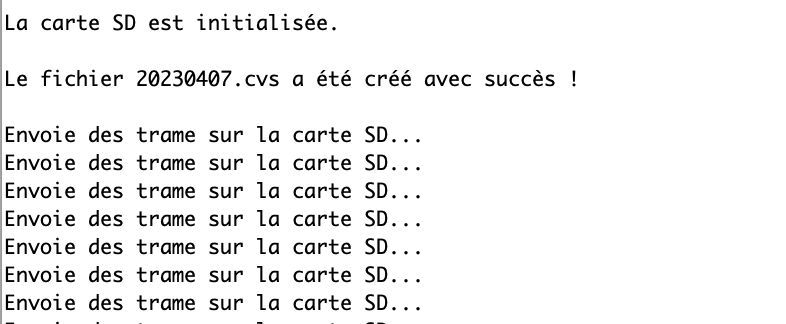 La carte SD est initialisée.
Le fichier 20230407.cvs a été créé avec succès !
Envoie des trame sur la carte SD...
Envoie des trame sur la carte SD...
Envoie des trame sur la carte SD...
Envoie des trame sur la carte SD...
Envoie des trame sur la carte SD...
Envoie des trame sur la carte SD...
Envoie des trame sur la carte SD...